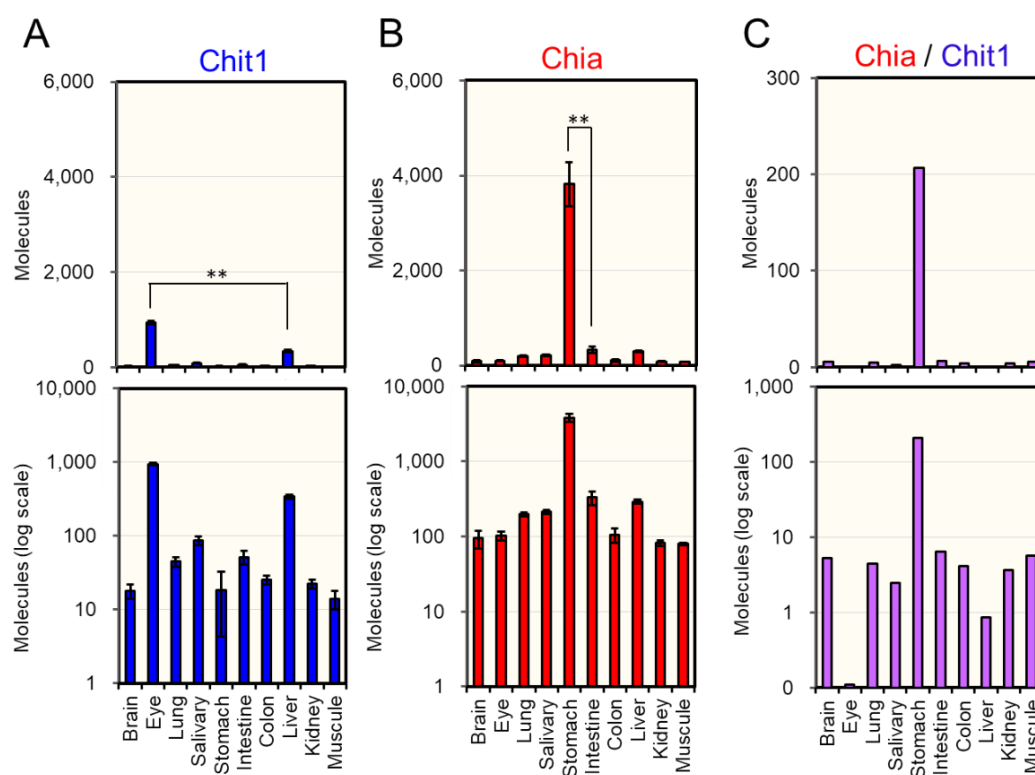 A
Chit1
6,000
4,000
2,000
0
Molecules
**
10,000
1,000
100
10
1
Molecules (log scale)
Brain
Eye
Lung
Salivary
Stomach
Intestine
Colon
Liver
Kidney
Muscule
B
Chia
6,000
4,000
2,000
0
Molecules
**
10,000
1,000
100
10
1
Molecules (log scale)
Brain
Eye
Lung
Salivary
Stomach
Intestine
Colon
Liver
Kidney
Muscule
C
Chia / Chit1
300
200
100
0
Molecules
1,000
100
10
1
0
Molecules (log scale)
Brain
Eye
Lung
Salivary
Stomach
Intestine
Colon
Liver
Kidney
Muscule